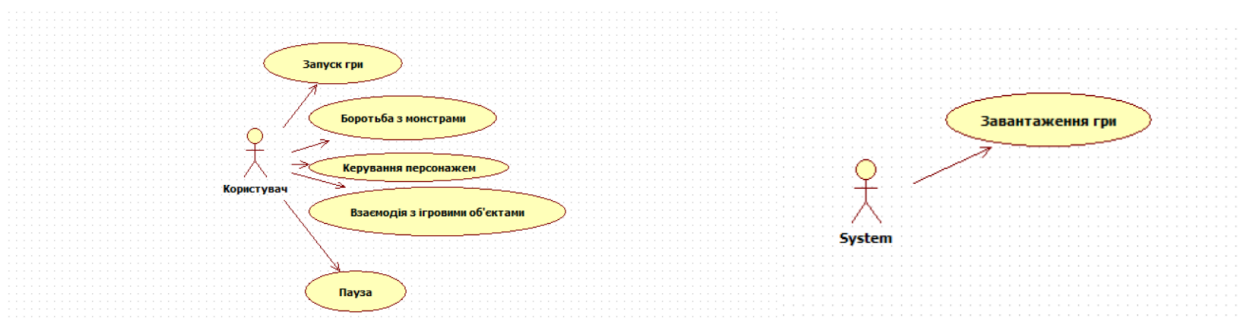 Запуск гри
Боротьба з монстрами
Керування персонажем
Користувач
Взаємодія з ігровими об'єктами
Пауза
Завантаження гри
System